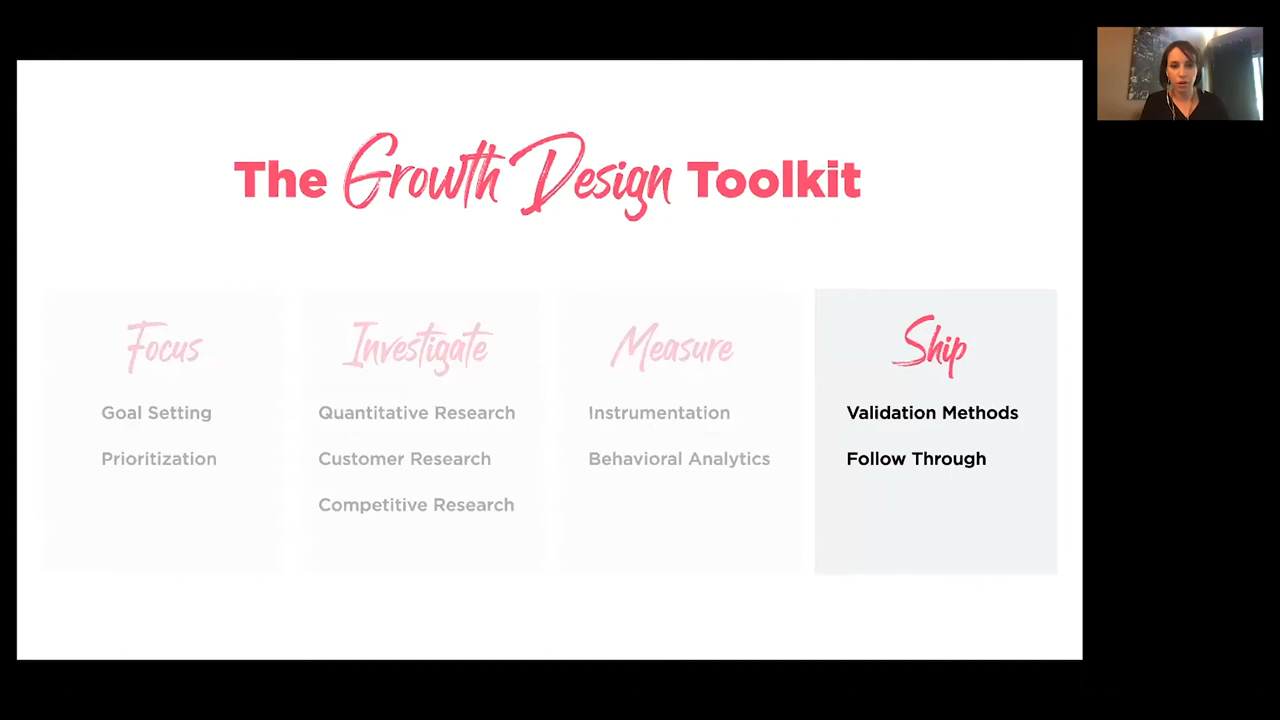 The Growth Design Toolkit
Focus
Goal Setting
Prioritization
Investigate
Quantitative Research
Customer Research
Competitive Research
Measure
Instrumentation
Behavioral Analytics
Ship
Validation Methods
Follow Through